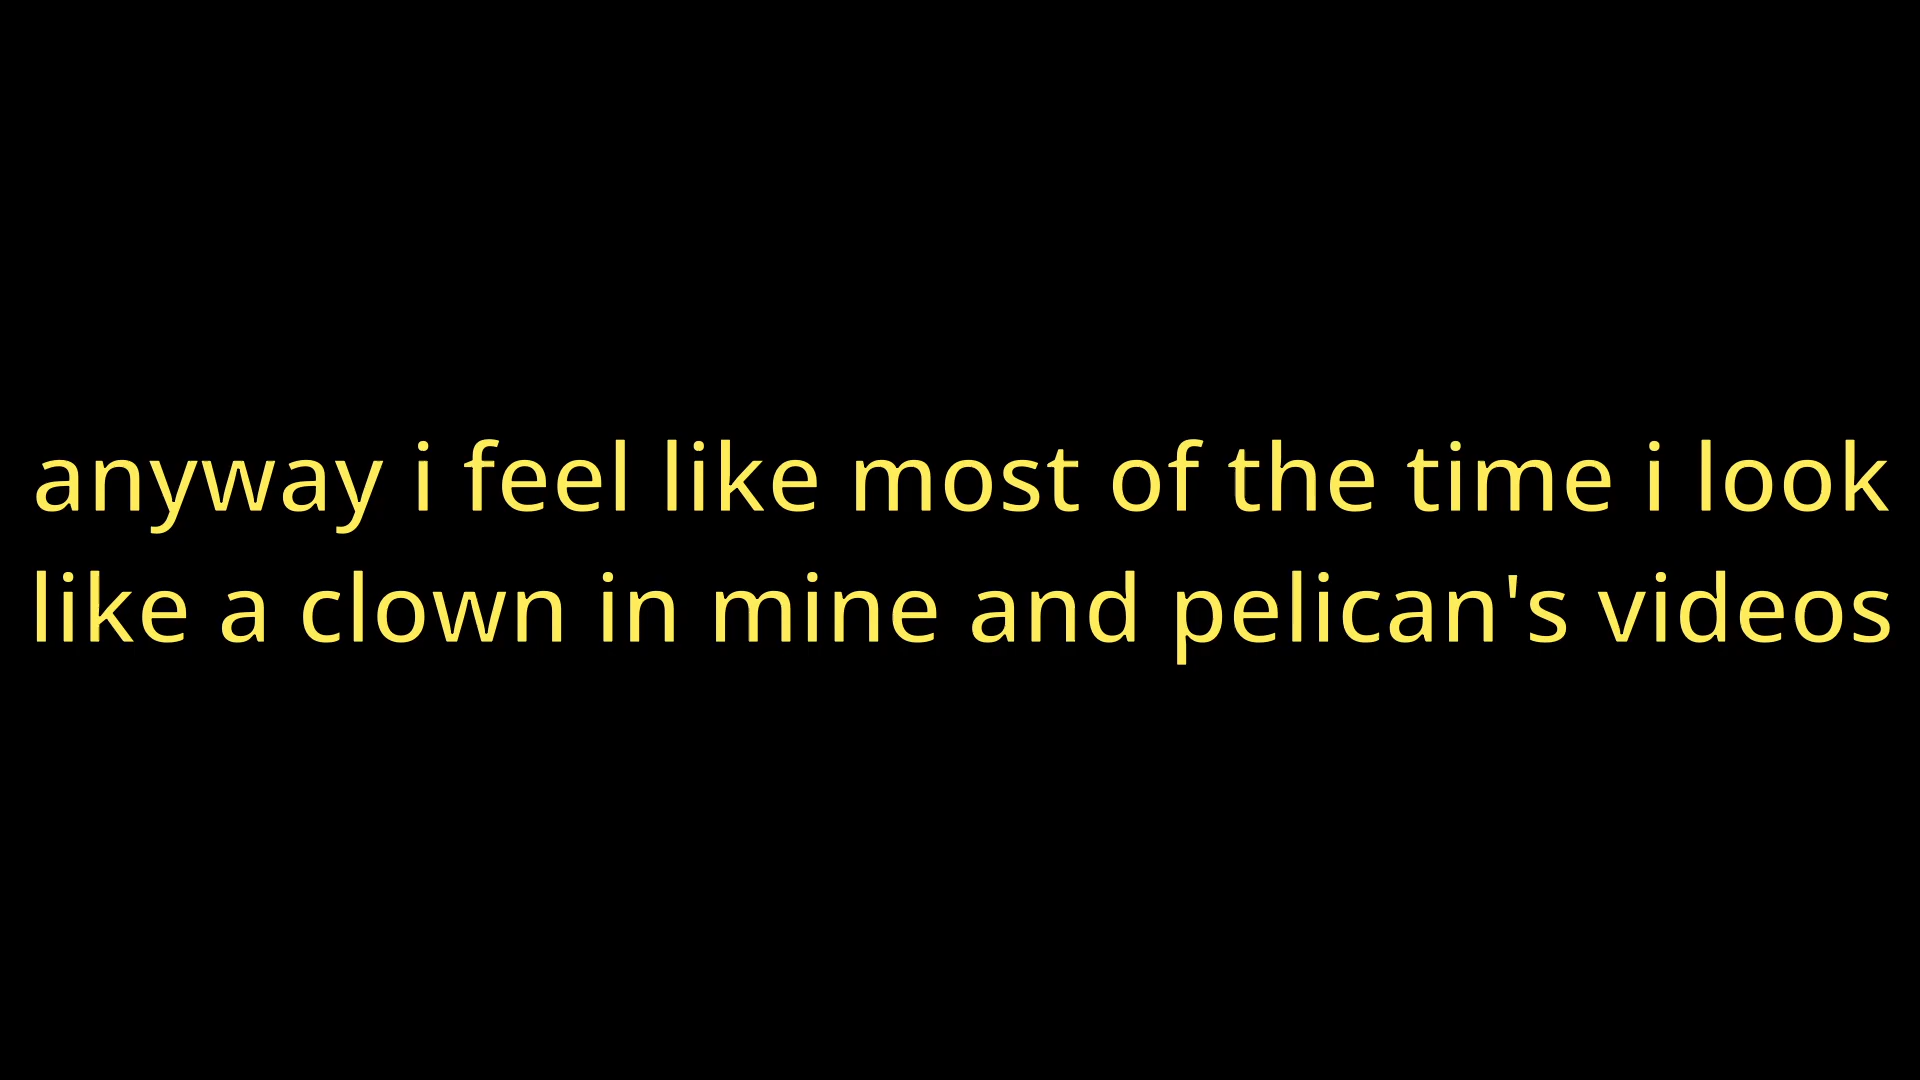 anyway i feel like most of the time i look
like a clown in mine and pelican's videos